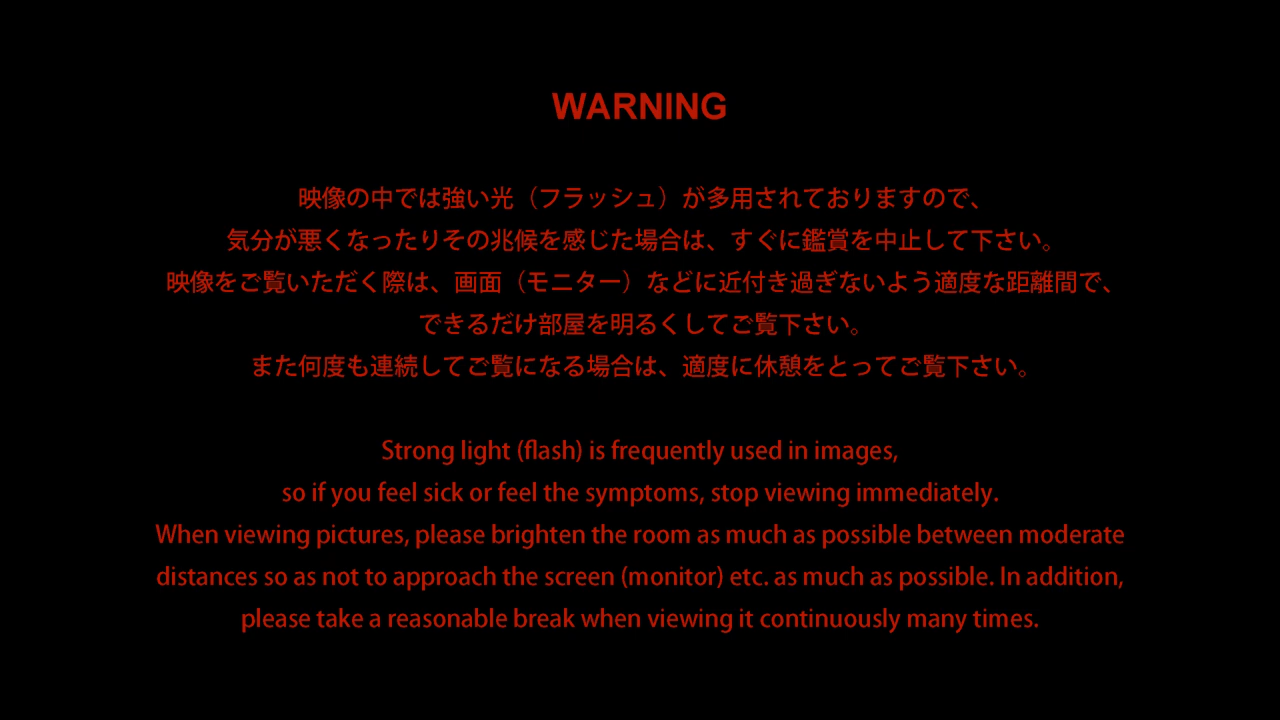 WARNING
映像の中では強い光（フラッシュ）が多用されておりますので、
気分が悪くなったりその兆候を感じた場合は、すぐに鑑賞を中止して下さい。
映像をご覧いただく際は、画面（モニター）などに近付き過ぎないよう適度な距離間で、
できるだけ部屋を明るくしてご覧下さい。
また何度も連続してご覧になる場合は、適度に休憩をとってご覧下さい。
Strong light (flash) is frequently used in images,
so if you feel sick or feel the symptoms, stop viewing immediately.
When viewing pictures, please brighten the room as much as possible between moderate
distances so as not to approach the screen (monitor) etc. as much as possible. In addition,
please take a reasonable break when viewing it continuously many times.